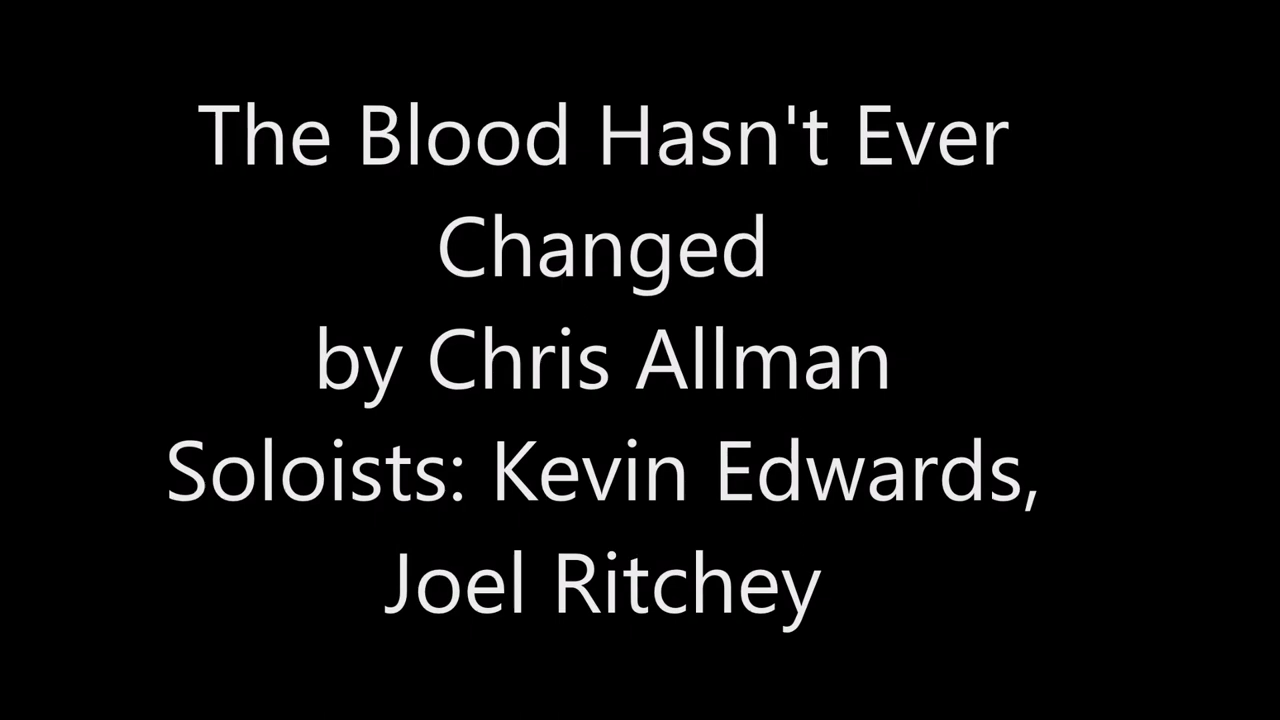 The Blood Hasn't Ever
Changed
by Chris Allman
Soloists: Kevin Edwards,
Joel Ritchey